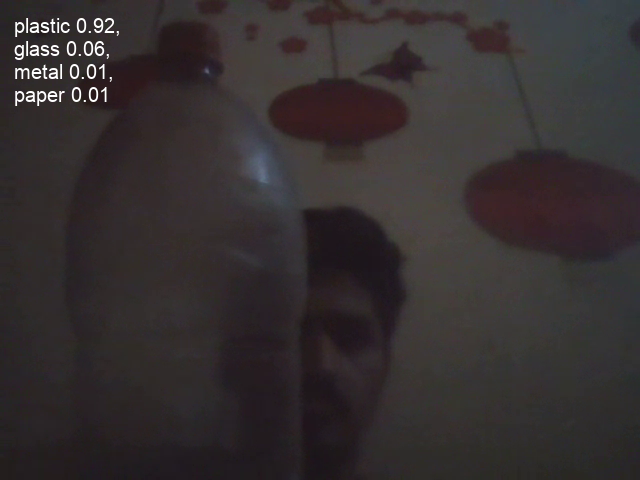 plastic 0.92,
glass 0.06,
metal 0.01,
paper 0.01